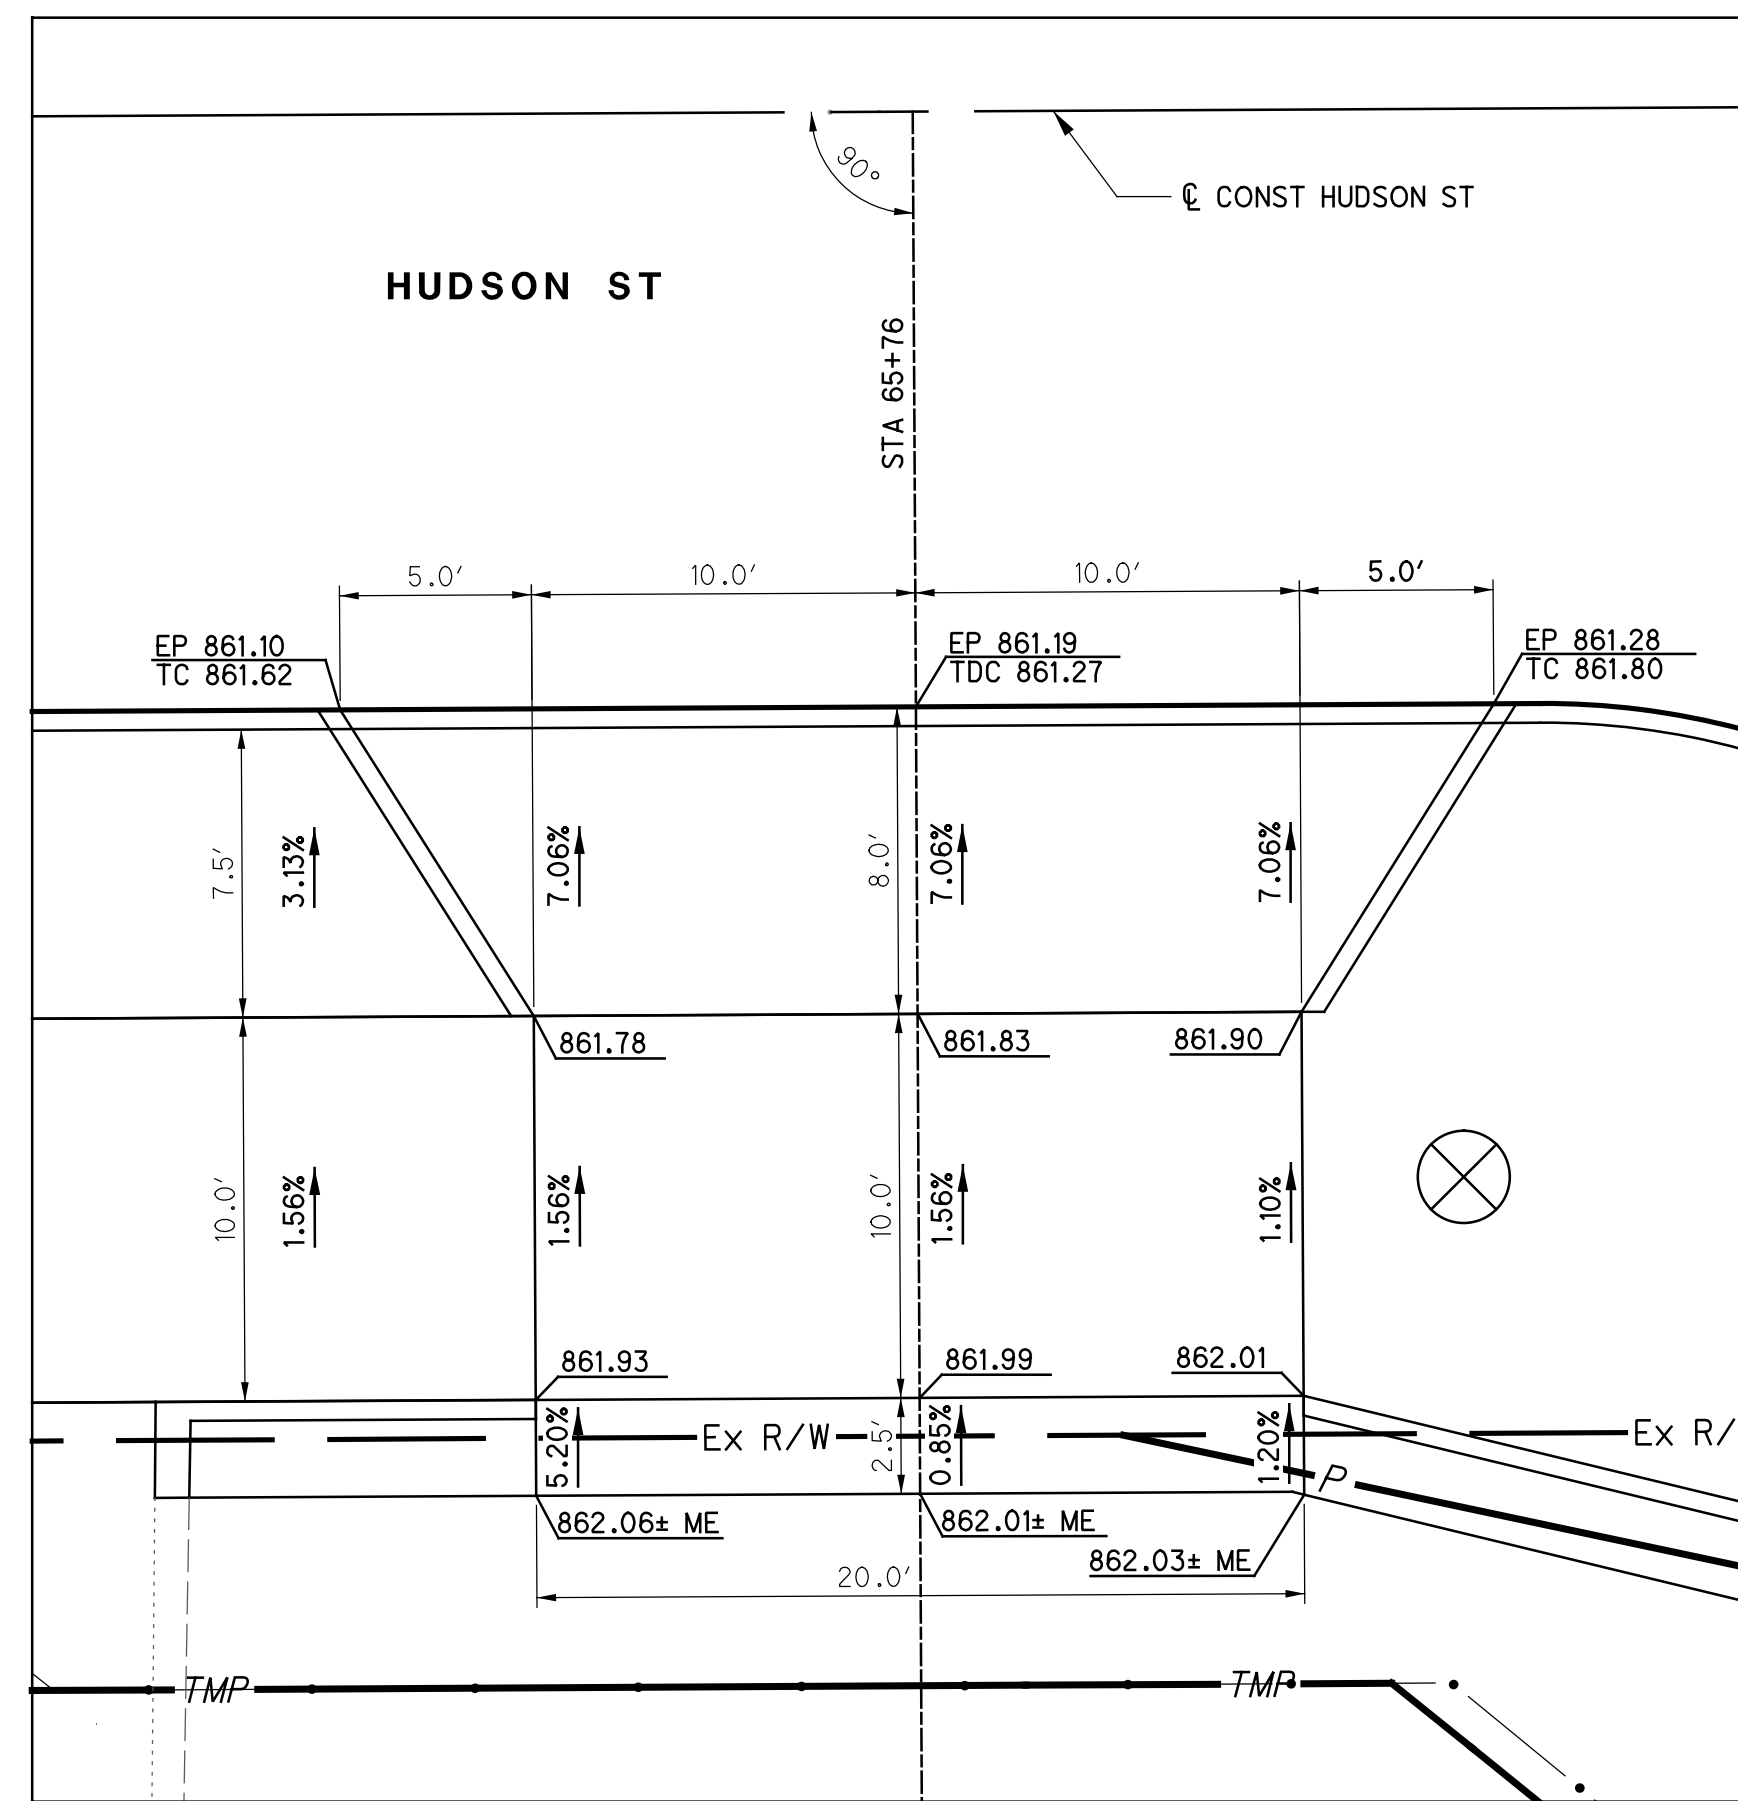 90°
℄ CONST HUDSON ST
HUDSON ST
STA 65+76
5.0′
10.0′
10.0′
5.0′
EP 861.10
TC 861.62
EP 861.19
TDC 861.27
EP 861.28
TC 861.80
7.5′
3.13%
7.06%
8.0′
7.06%
7.06%
861.78
861.83
861.90
10.0′
1.56%
1.56%
10.0′
1.56%
1.10%
861.93
861.99
862.01
5.20%
Ex R/W
2.5′
0.85%
1.20%
P
Ex R/
862.06± ME
862.01± ME
862.03± ME
20.0′
TMP
TMP